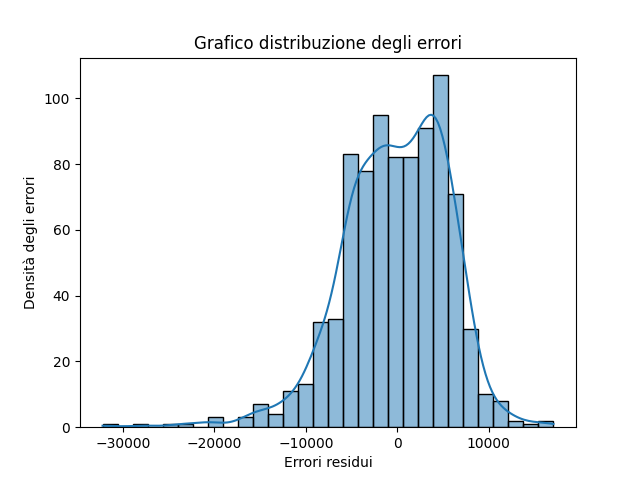 Grafico distribuzione degli errori
Densità degli errori
100
80
60
40
20
0
−30000 −20000 −10000 0 10000
Errori residui